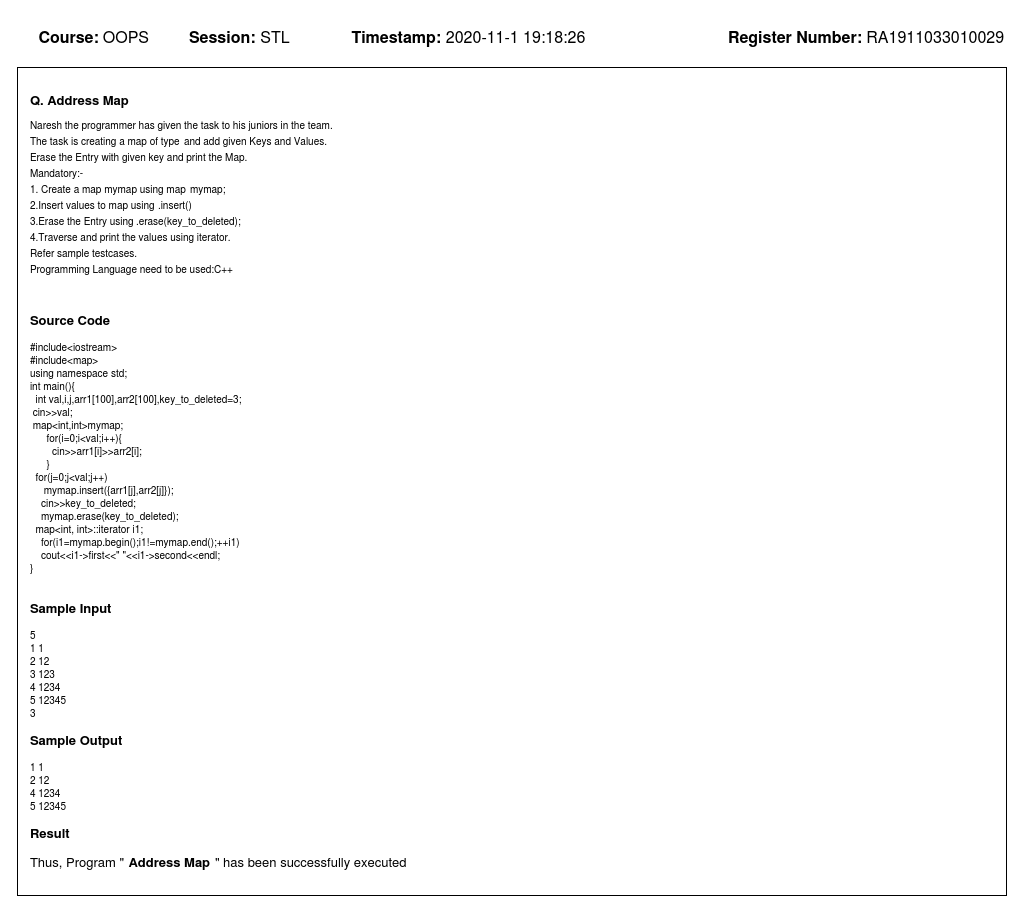 Course: OOPS Session: STL Timestamp: 2020-11-1 19:18:26 Register Number: RA1911033010029
Q. Address Map
Naresh the programmer has given the task to his juniors in the team.
The task is creating a map of type  and add given Keys and Values.
Erase the Entry with given key and print the Map.
Mandatory:-
1. Create a map mymap using map  mymap;
2.Insert values to map using .insert()
3.Erase the Entry using .erase(key_to_deleted);
4.Traverse and print the values using iterator.
Refer sample testcases.
Programming Language need to be used:C++
Source Code
#include<iostream>
#include<map>
using namespace std;
int main(){
  int val,i,j,arr1[100],arr2[100],key_to_deleted=3;
 cin>>val;
 map<int,int>mymap;
      for(i=0;i<val;i++){
        cin>>arr1[i]>>arr2[i];
      }
  for(j=0;j<val;j++)
     mymap.insert({arr1[j],arr2[j]});
    cin>>key_to_deleted;
    mymap.erase(key_to_deleted);
  map<int, int>::iterator i1;
    for(i1=mymap.begin();i1!=mymap.end();++i1)
    cout<<i1->first<<" "<<i1->second<<endl;
}
Sample Input
5
1 1
2 12
3 123
4 1234
5 12345
3
Sample Output
1 1
2 12
4 1234
5 12345
Result
Thus, Program " Address Map " has been successfully executed